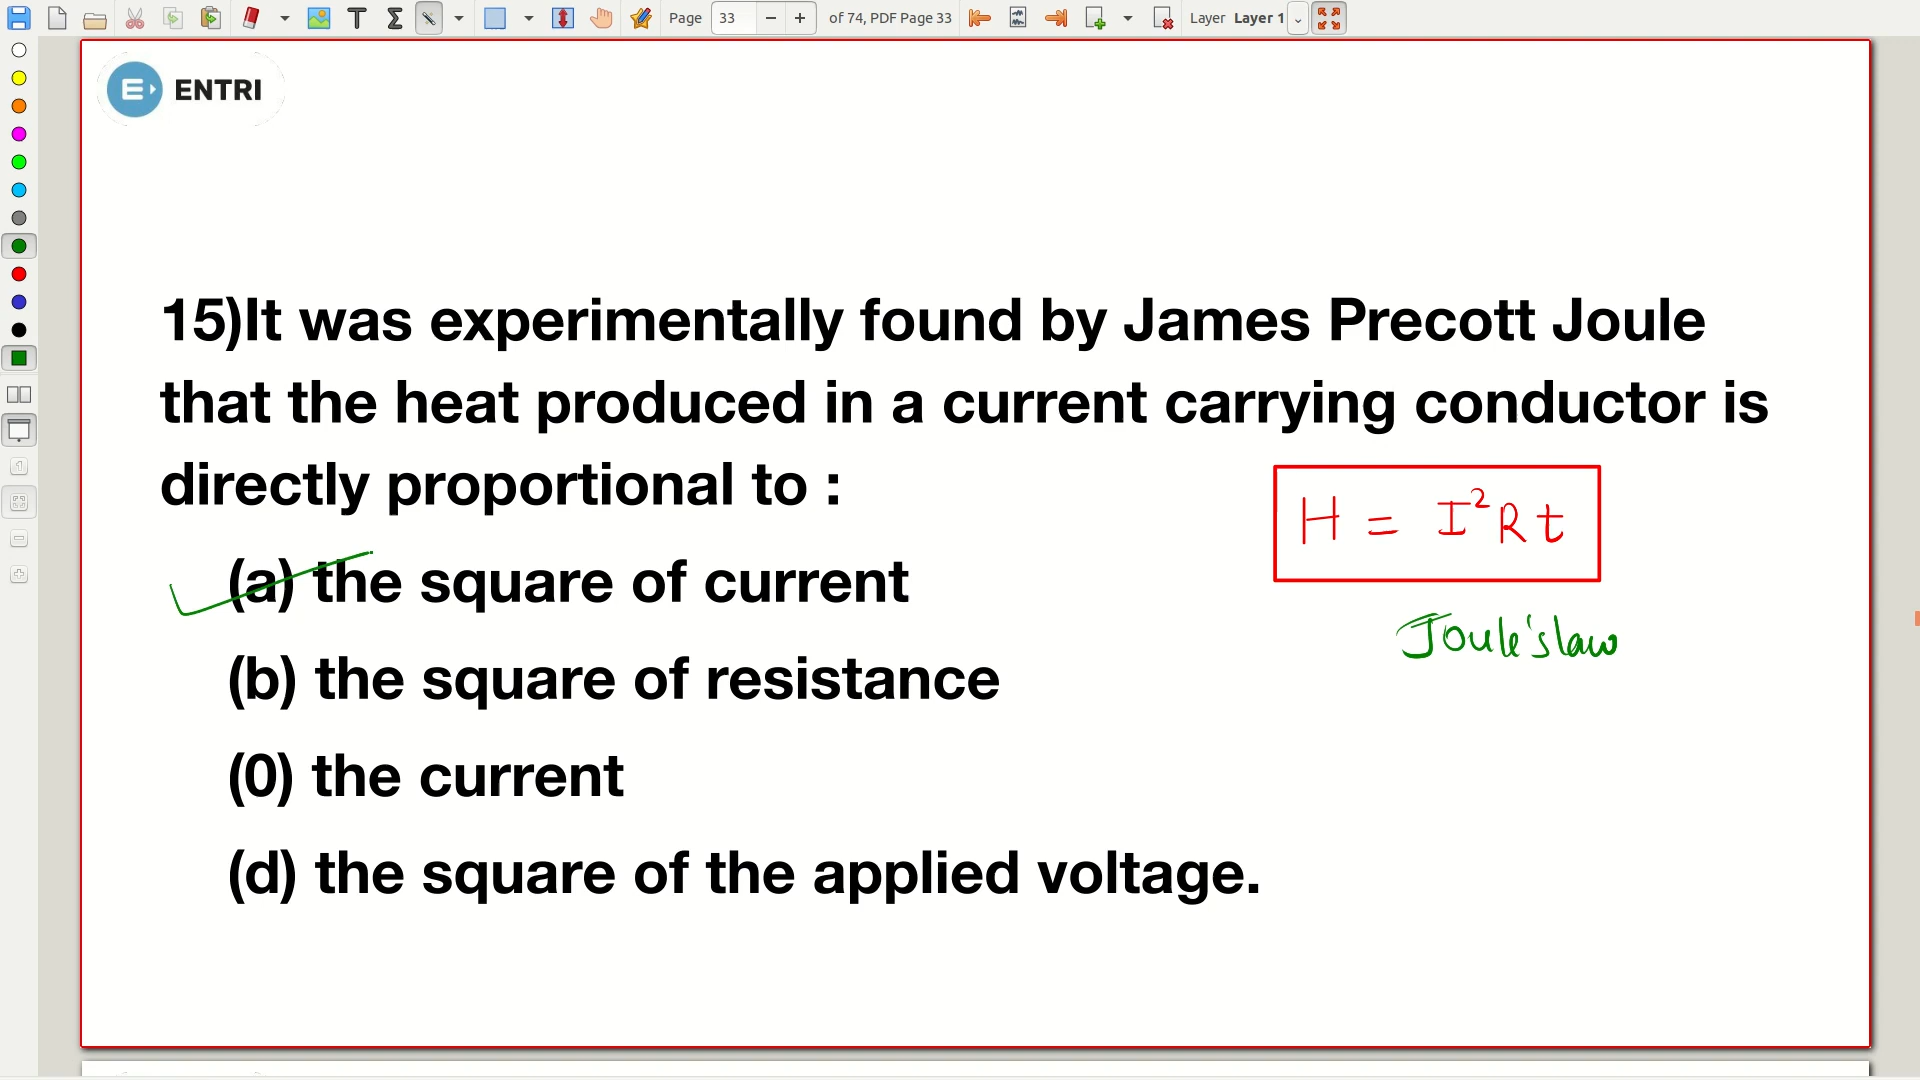 Page 33 of 74, PDF Page 33 Layer Layer 1
ENTRI
15)It was experimentally found by James Precott Joule
that the heat produced in a current carrying conductor is
directly proportional to :
H = I²Rt
(a) the square of current
Joule's law
(b) the square of resistance
(0) the current
(d) the square of the applied voltage.